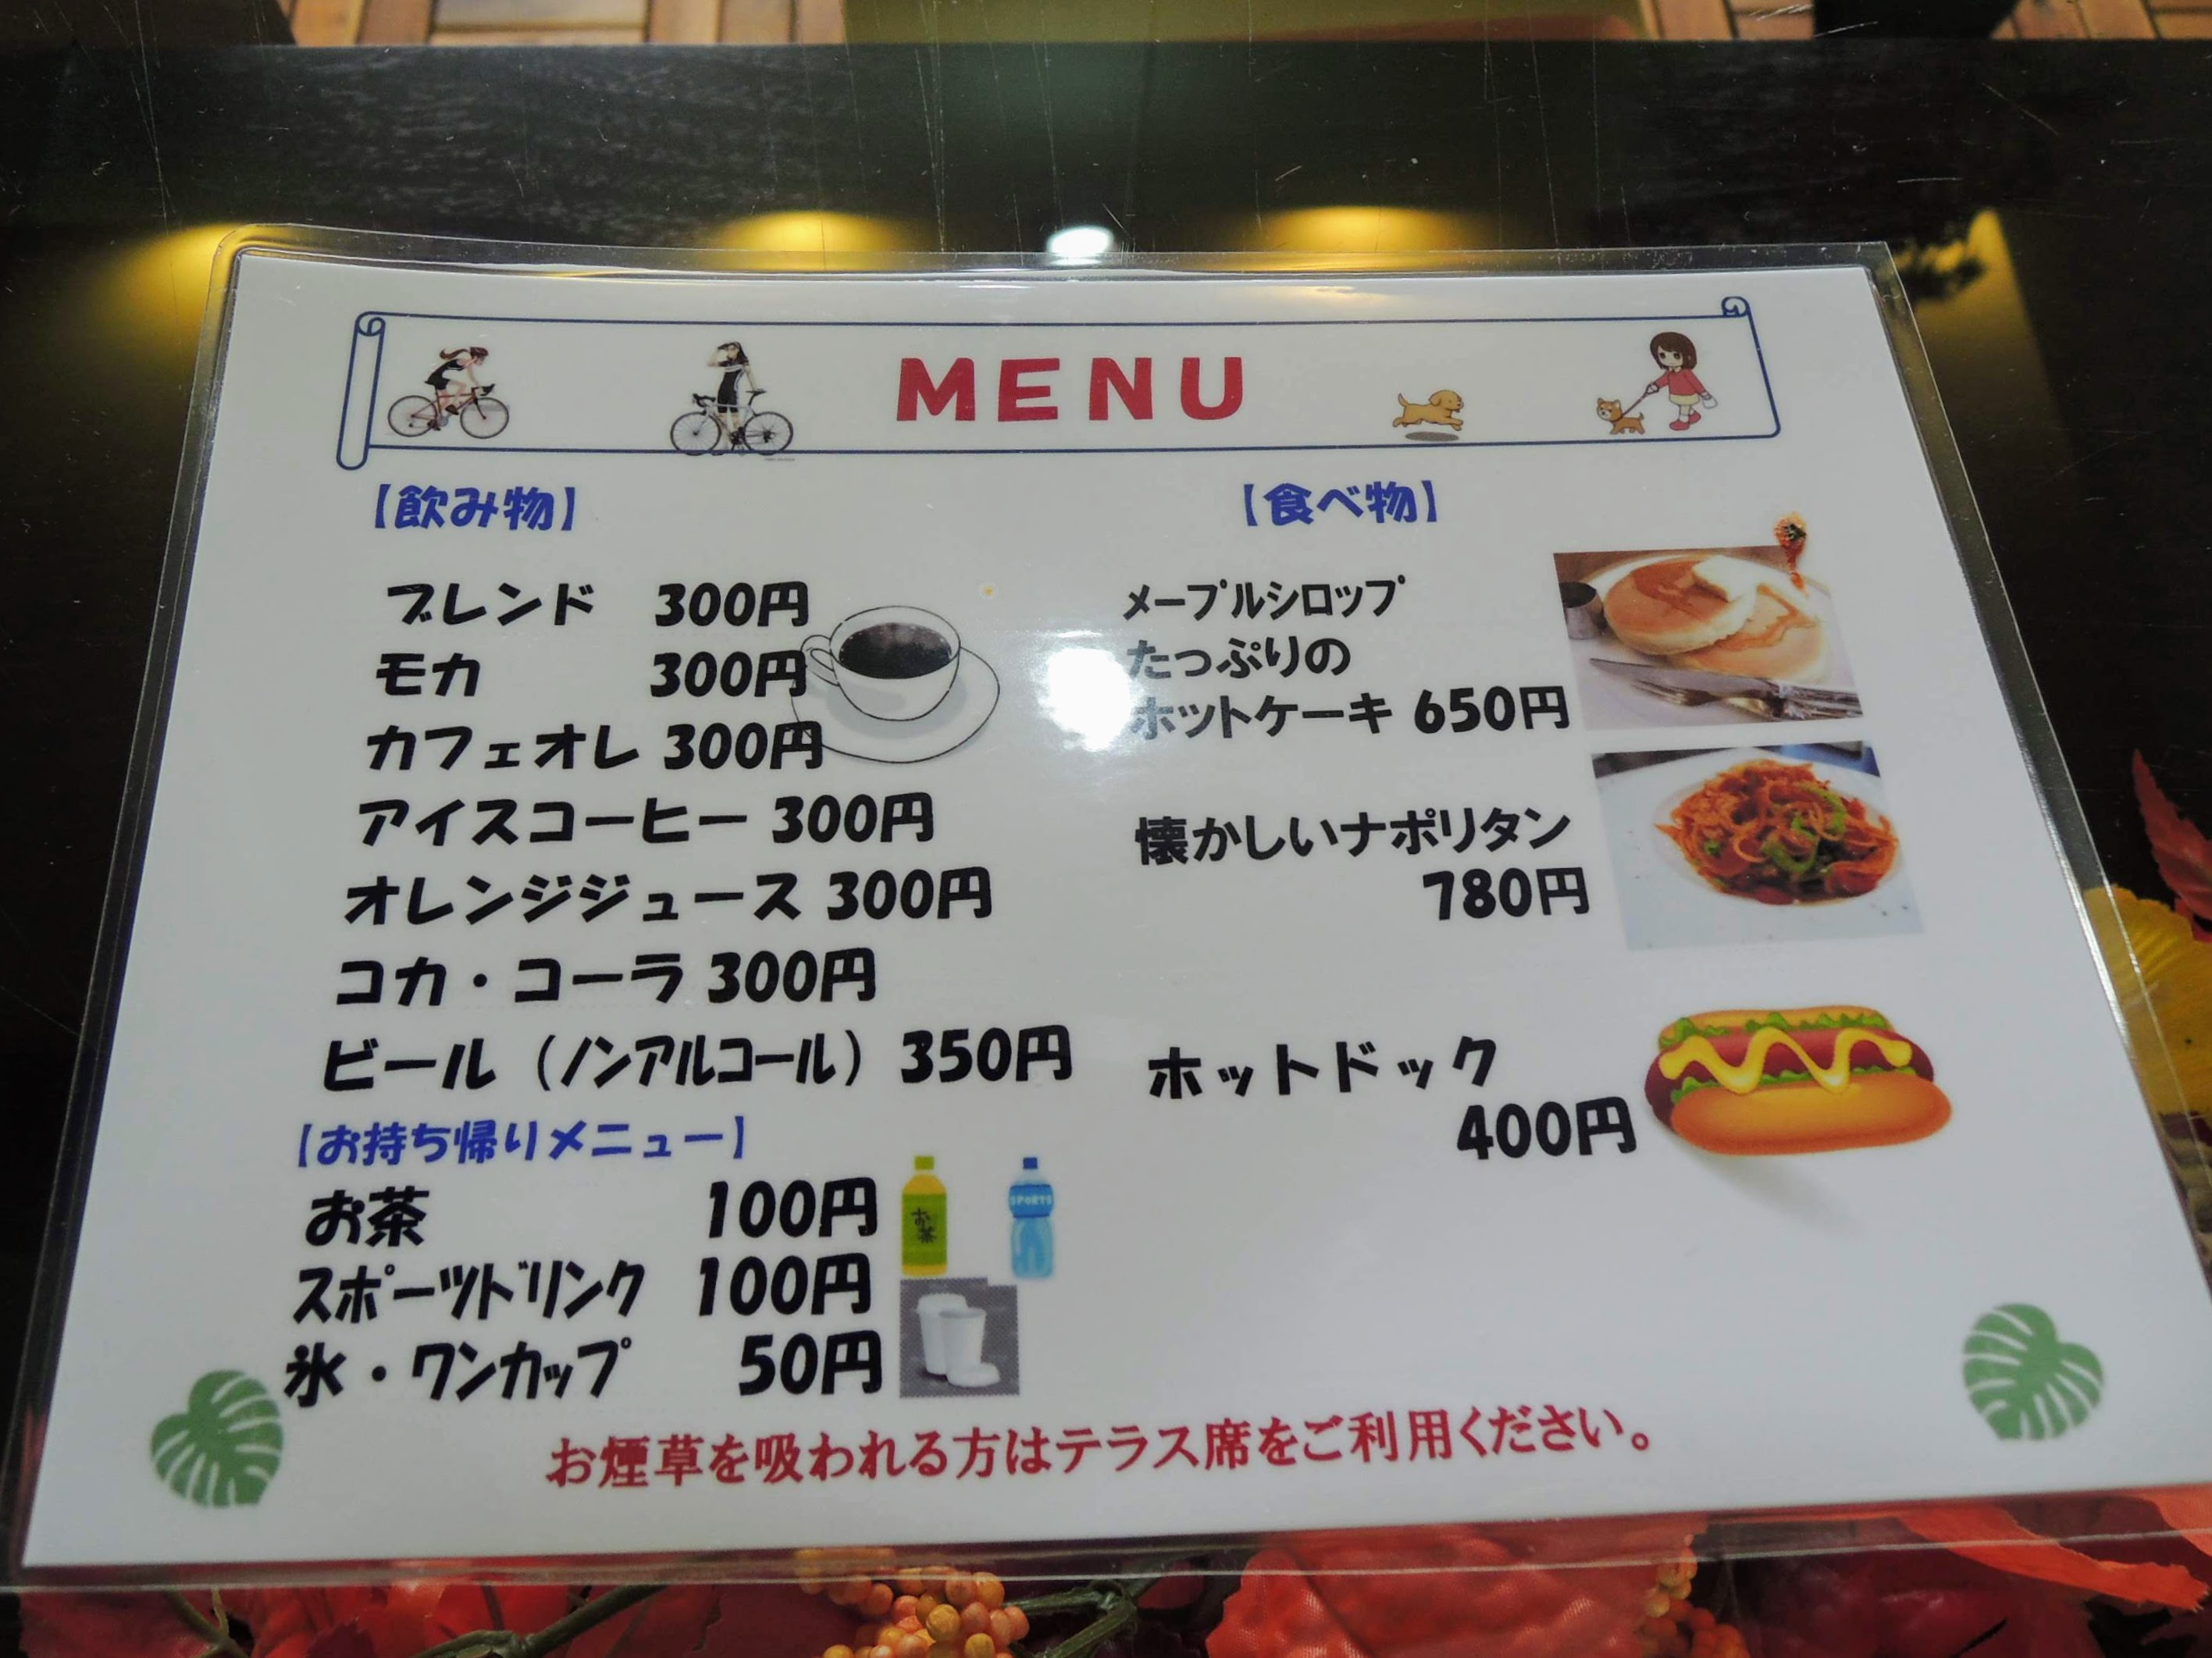 MENU
【飲み物】
ブレンド 300円
モカ 300円
カフェオレ 300円
アイスコーヒー 300円
オレンジジュース 300円
コカ・コーラ 300円
ビール（ノンアルコール）350円
【お持ち帰りメニュー】
お茶 100円
スポーツドリンク 100円
氷・ワンカップ 50円
お茶
SPORTS
【食べ物】
メープルシロップ
たっぷりの
ホットケーキ 650円
懐かしいナポリタン
780円
ホットドック
400円
お煙草を吸われる方はテラス席をご利用ください。